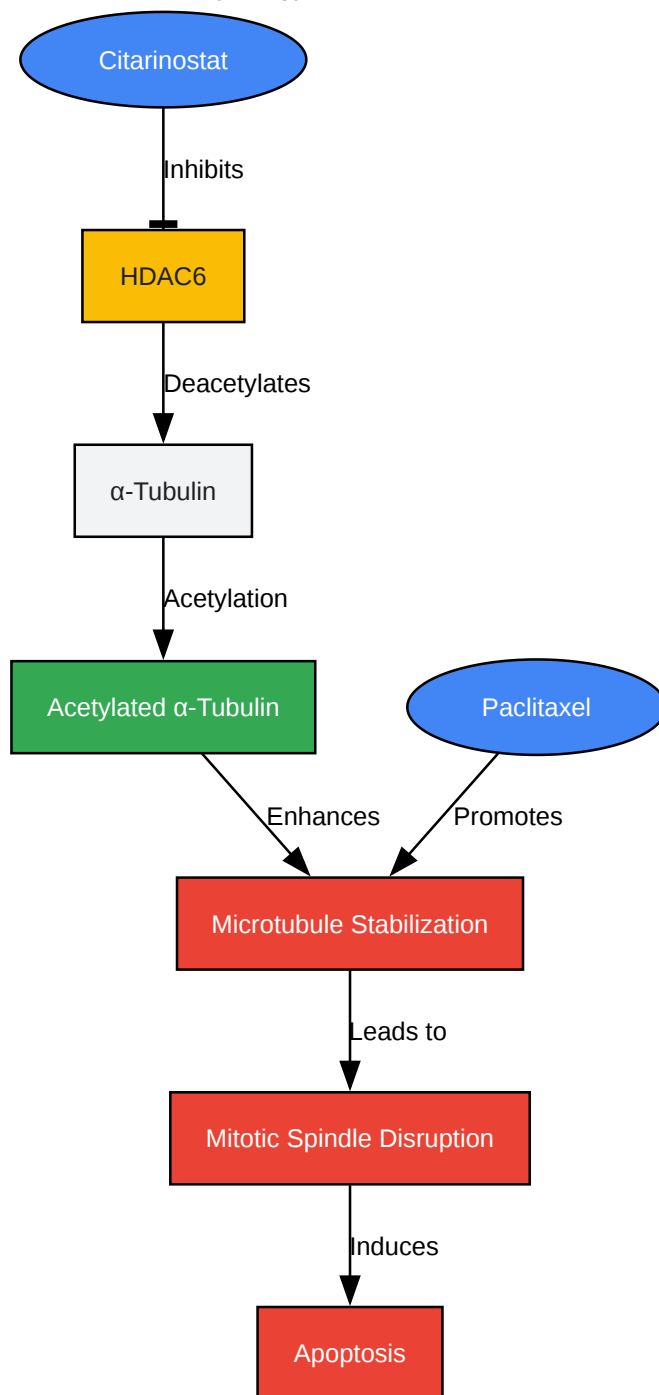 Citarinostat
Inhibits
HDAC6
Deacetylates
α-Tubulin
Acetylation
Acetylated α-Tubulin
Paclitaxel
Enhances
Promotes
Microtubule Stabilization
Leads to
Mitotic Spindle Disruption
Induces
Apoptosis